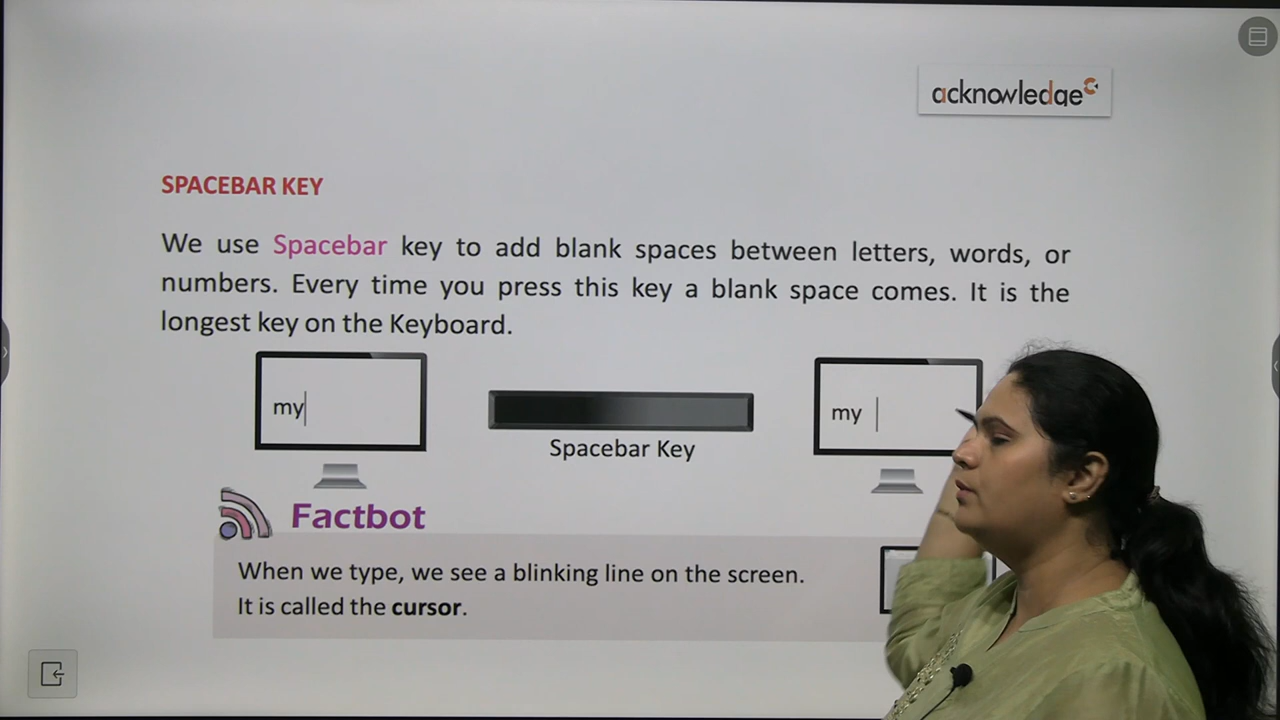 acknowledge
SPACEBAR KEY
We use Spacebar key to add blank spaces between letters, words, or
numbers. Every time you press this key a blank space comes. It is the
longest key on the Keyboard.
my
my
Spacebar Key
Factbot
When we type, we see a blinking line on the screen.
It is called the cursor.